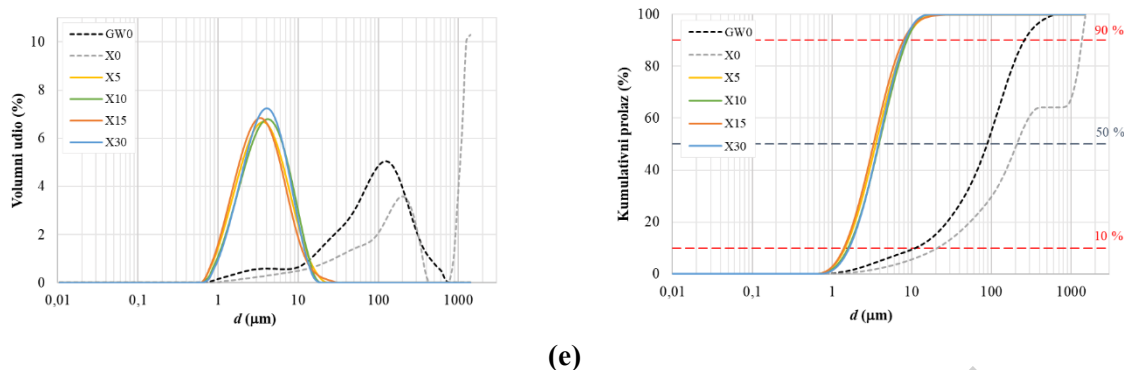 10
8
6
4
2
0
Volumni udio (%)
GW0
X0
X5
X10
X15
X30
0,01
0,1
1
10
100
1000
d (µm)
100
80
60
40
20
0
Kumulativni prolaz (%)
GW0
X0
X5
X10
X15
X30
90 %
50 %
10 %
0,01
0,1
1
10
100
1000
d (µm)
(e)